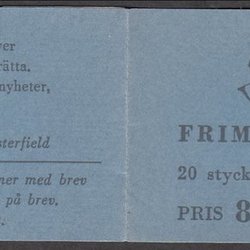 ver
rätta.
nyheter,
sterfield
ner med brev
på brev.
FRIM
20 styck
PRIS 8